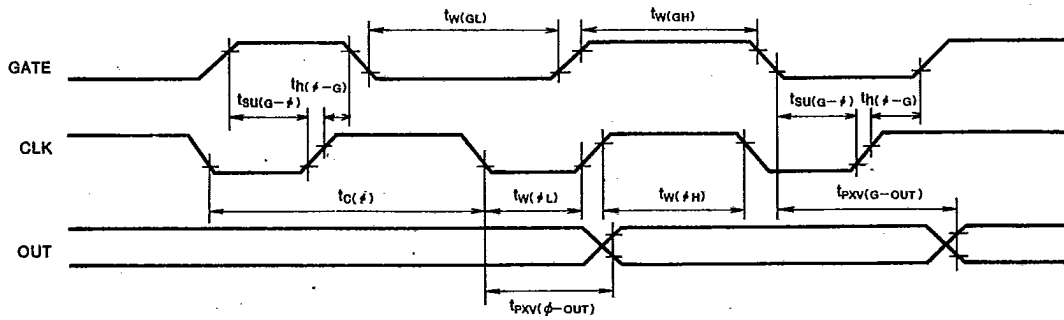 tW(GL)
tW(GH)
GATE
th(ϕ-G)
th(ϕ-G)
tSU(G-ϕ)
tSU(G-ϕ)
CLK
tC(ϕ)
tW(ϕL)
tW(ϕH)
tPXV(G-OUT)
OUT
tPXV(ϕ-OUT)